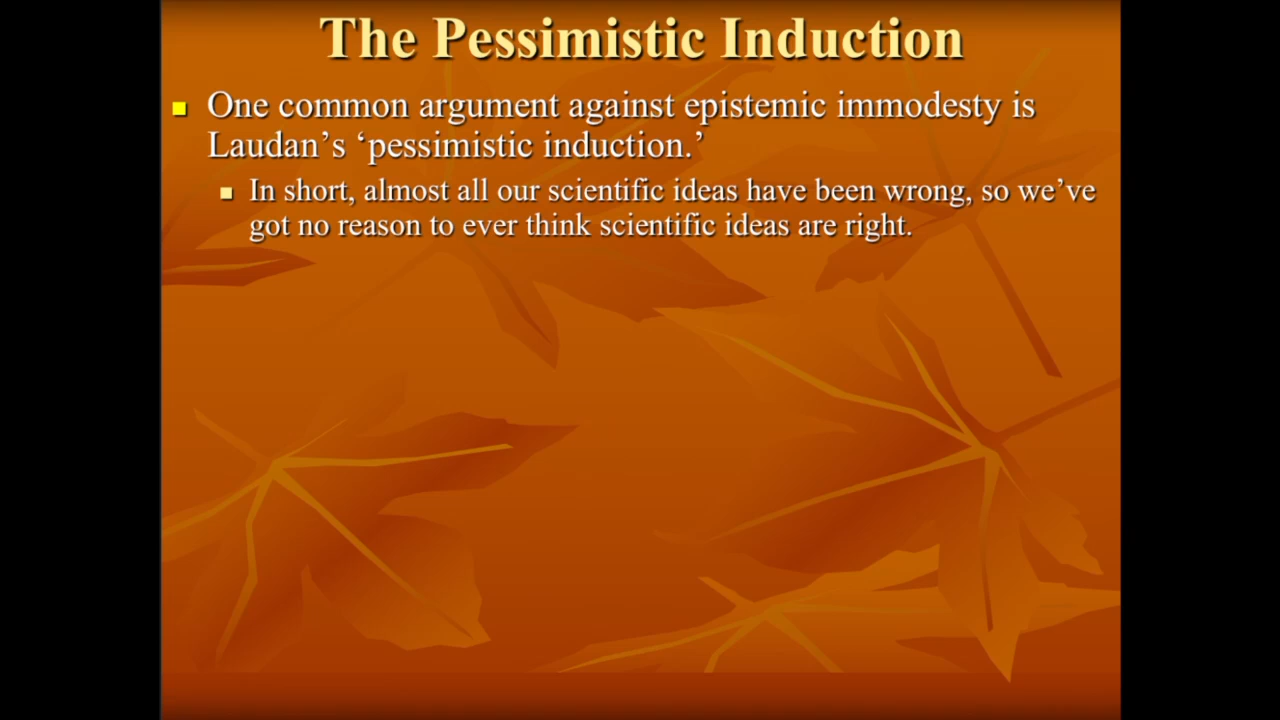 The Pessimistic Induction
One common argument against epistemic immodesty is
Laudan’s ‘pessimistic induction.’
In short, almost all our scientific ideas have been wrong, so we’ve
got no reason to ever think scientific ideas are right.